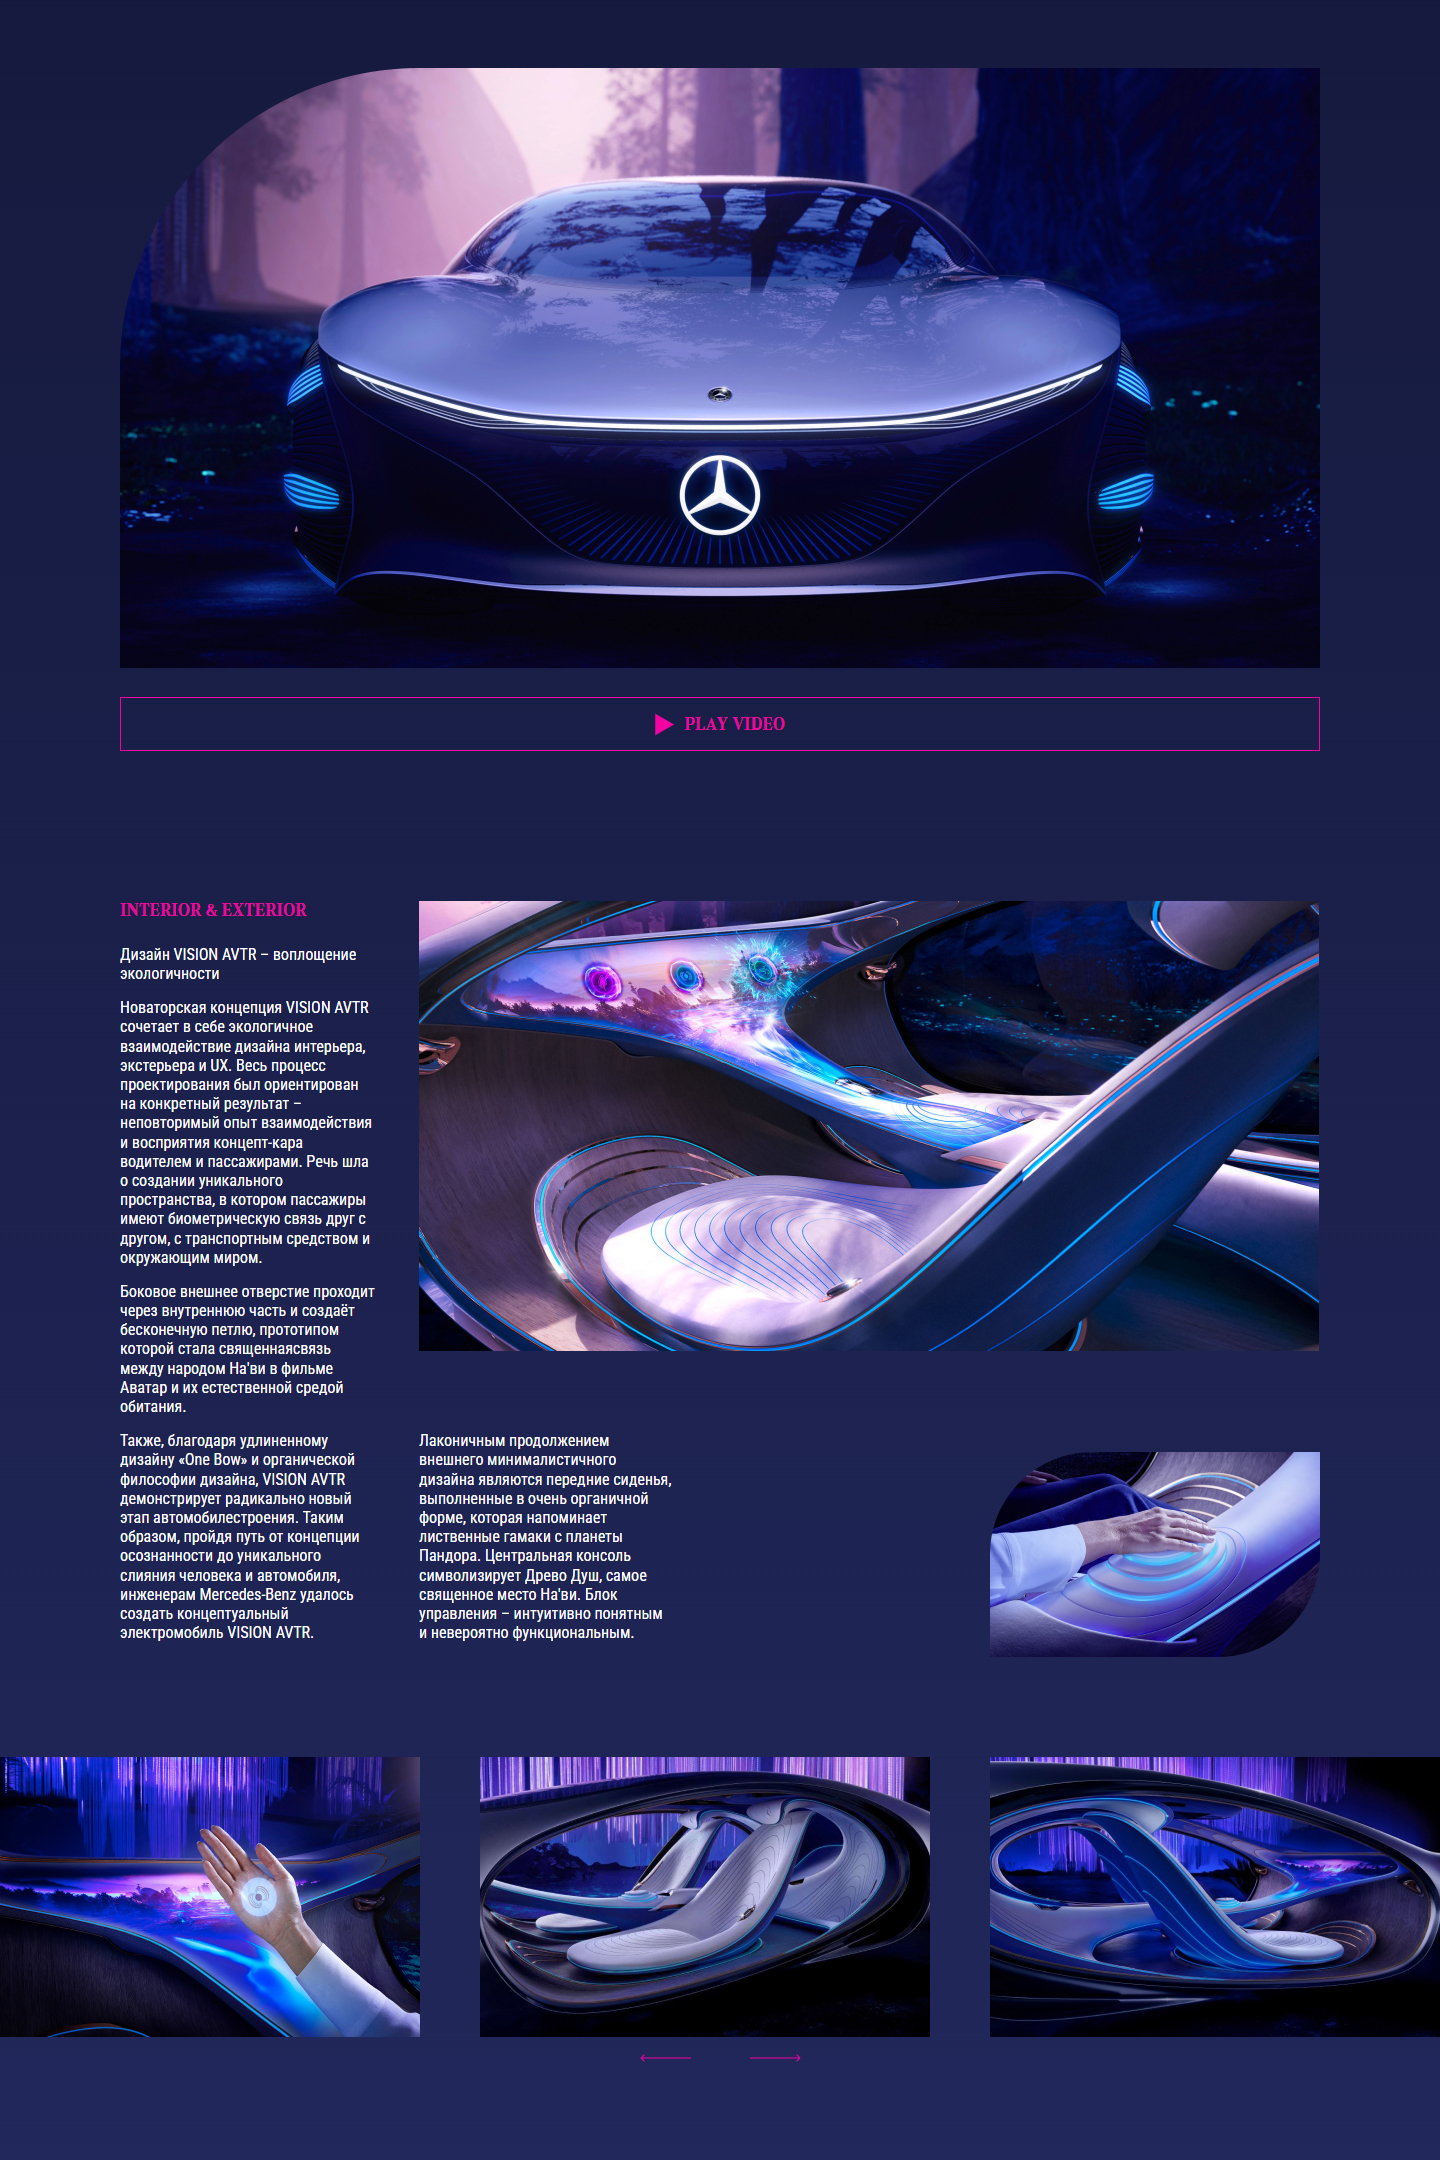 PLAY VIDEO
INTERIOR & EXTERIOR
Дизайн VISION AVTR – воплощение
экологичности
Новаторская концепция VISION AVTR
сочетает в себе экологичное
взаимодействие дизайна интерьера,
экстерьера и UX. Весь процесс
проектирования был ориентирован
на конкретный результат –
неповторимый опыт взаимодействия
и восприятия концепт-кара
водителем и пассажирами. Речь шла
о создании уникального
пространства, в котором пассажиры
имеют биометрическую связь друг с
другом, с транспортным средством и
окружающим миром.
Боковое внешнее отверстие проходит
через внутреннюю часть и создаёт
бесконечную петлю, прототипом
которой стала священнаясвязь
между народом На'ви в фильме
Аватар и их естественной средой
обитания.
Также, благодаря удлиненному
дизайну «One Bow» и органической
философии дизайна, VISION AVTR
демонстрирует радикально новый
этап автомобилестроения. Таким
образом, пройдя путь от концепции
осознанности до уникального
слияния человека и автомобиля,
инженерам Mercedes-Benz удалось
создать концептуальный
электромобиль VISION AVTR.
Лаконичным продолжением
внешнего минималистичного
дизайна являются передние сиденья,
выполненные в очень органичной
форме, которая напоминает
лиственные гамаки с планеты
Пандора. Центральная консоль
символизирует Древо Душ, самое
священное место На'ви. Блок
управления – интуитивно понятным
и невероятно функциональным.